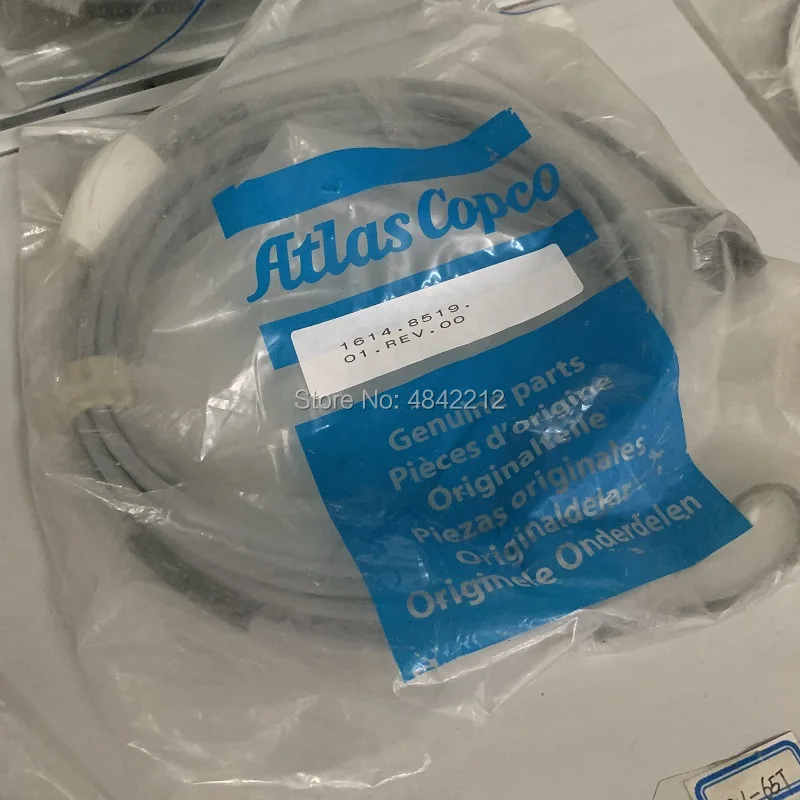 Atlas Copco
1614.8519.
01.REV.00
Store No: 4842212
Genuine parts
Pièces d'origine
Originalteile
Piezas originales
Originaldelar
Originele Onderdelen
-65T